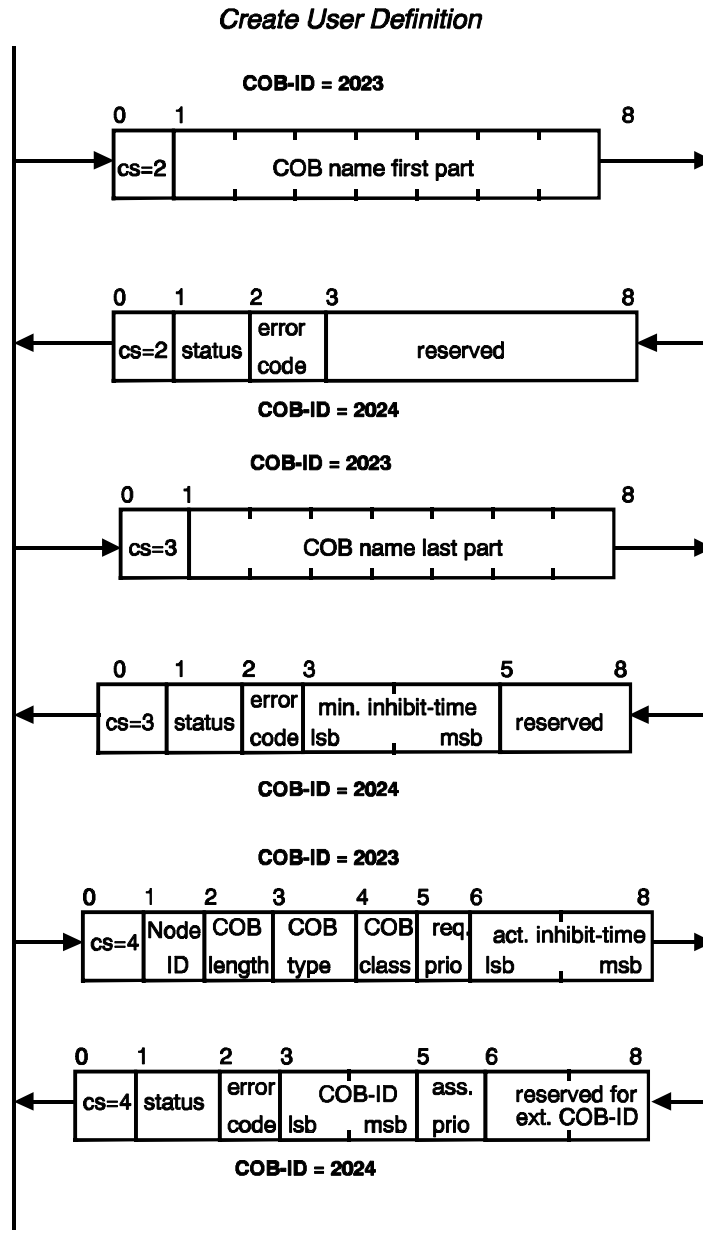 Create User Definition
COB-ID = 2023
0 1 8
cs=2 COB name first part
0 1 2 3 8
cs=2 status error code reserved
COB-ID = 2024
COB-ID = 2023
0 1 8
cs=3 COB name last part
0 1 2 3 5 8
cs=3 status error code min. inhibit-time lsb msb reserved
COB-ID = 2024
COB-ID = 2023
0 1 2 3 4 5 6 8
cs=4 Node ID COB length COB type COB class req. prio act. inhibit-time lsb msb
0 1 2 3 5 6 8
cs=4 status error code COB-ID lsb msb ass. prio reserved for ext. COB-ID
COB-ID = 2024